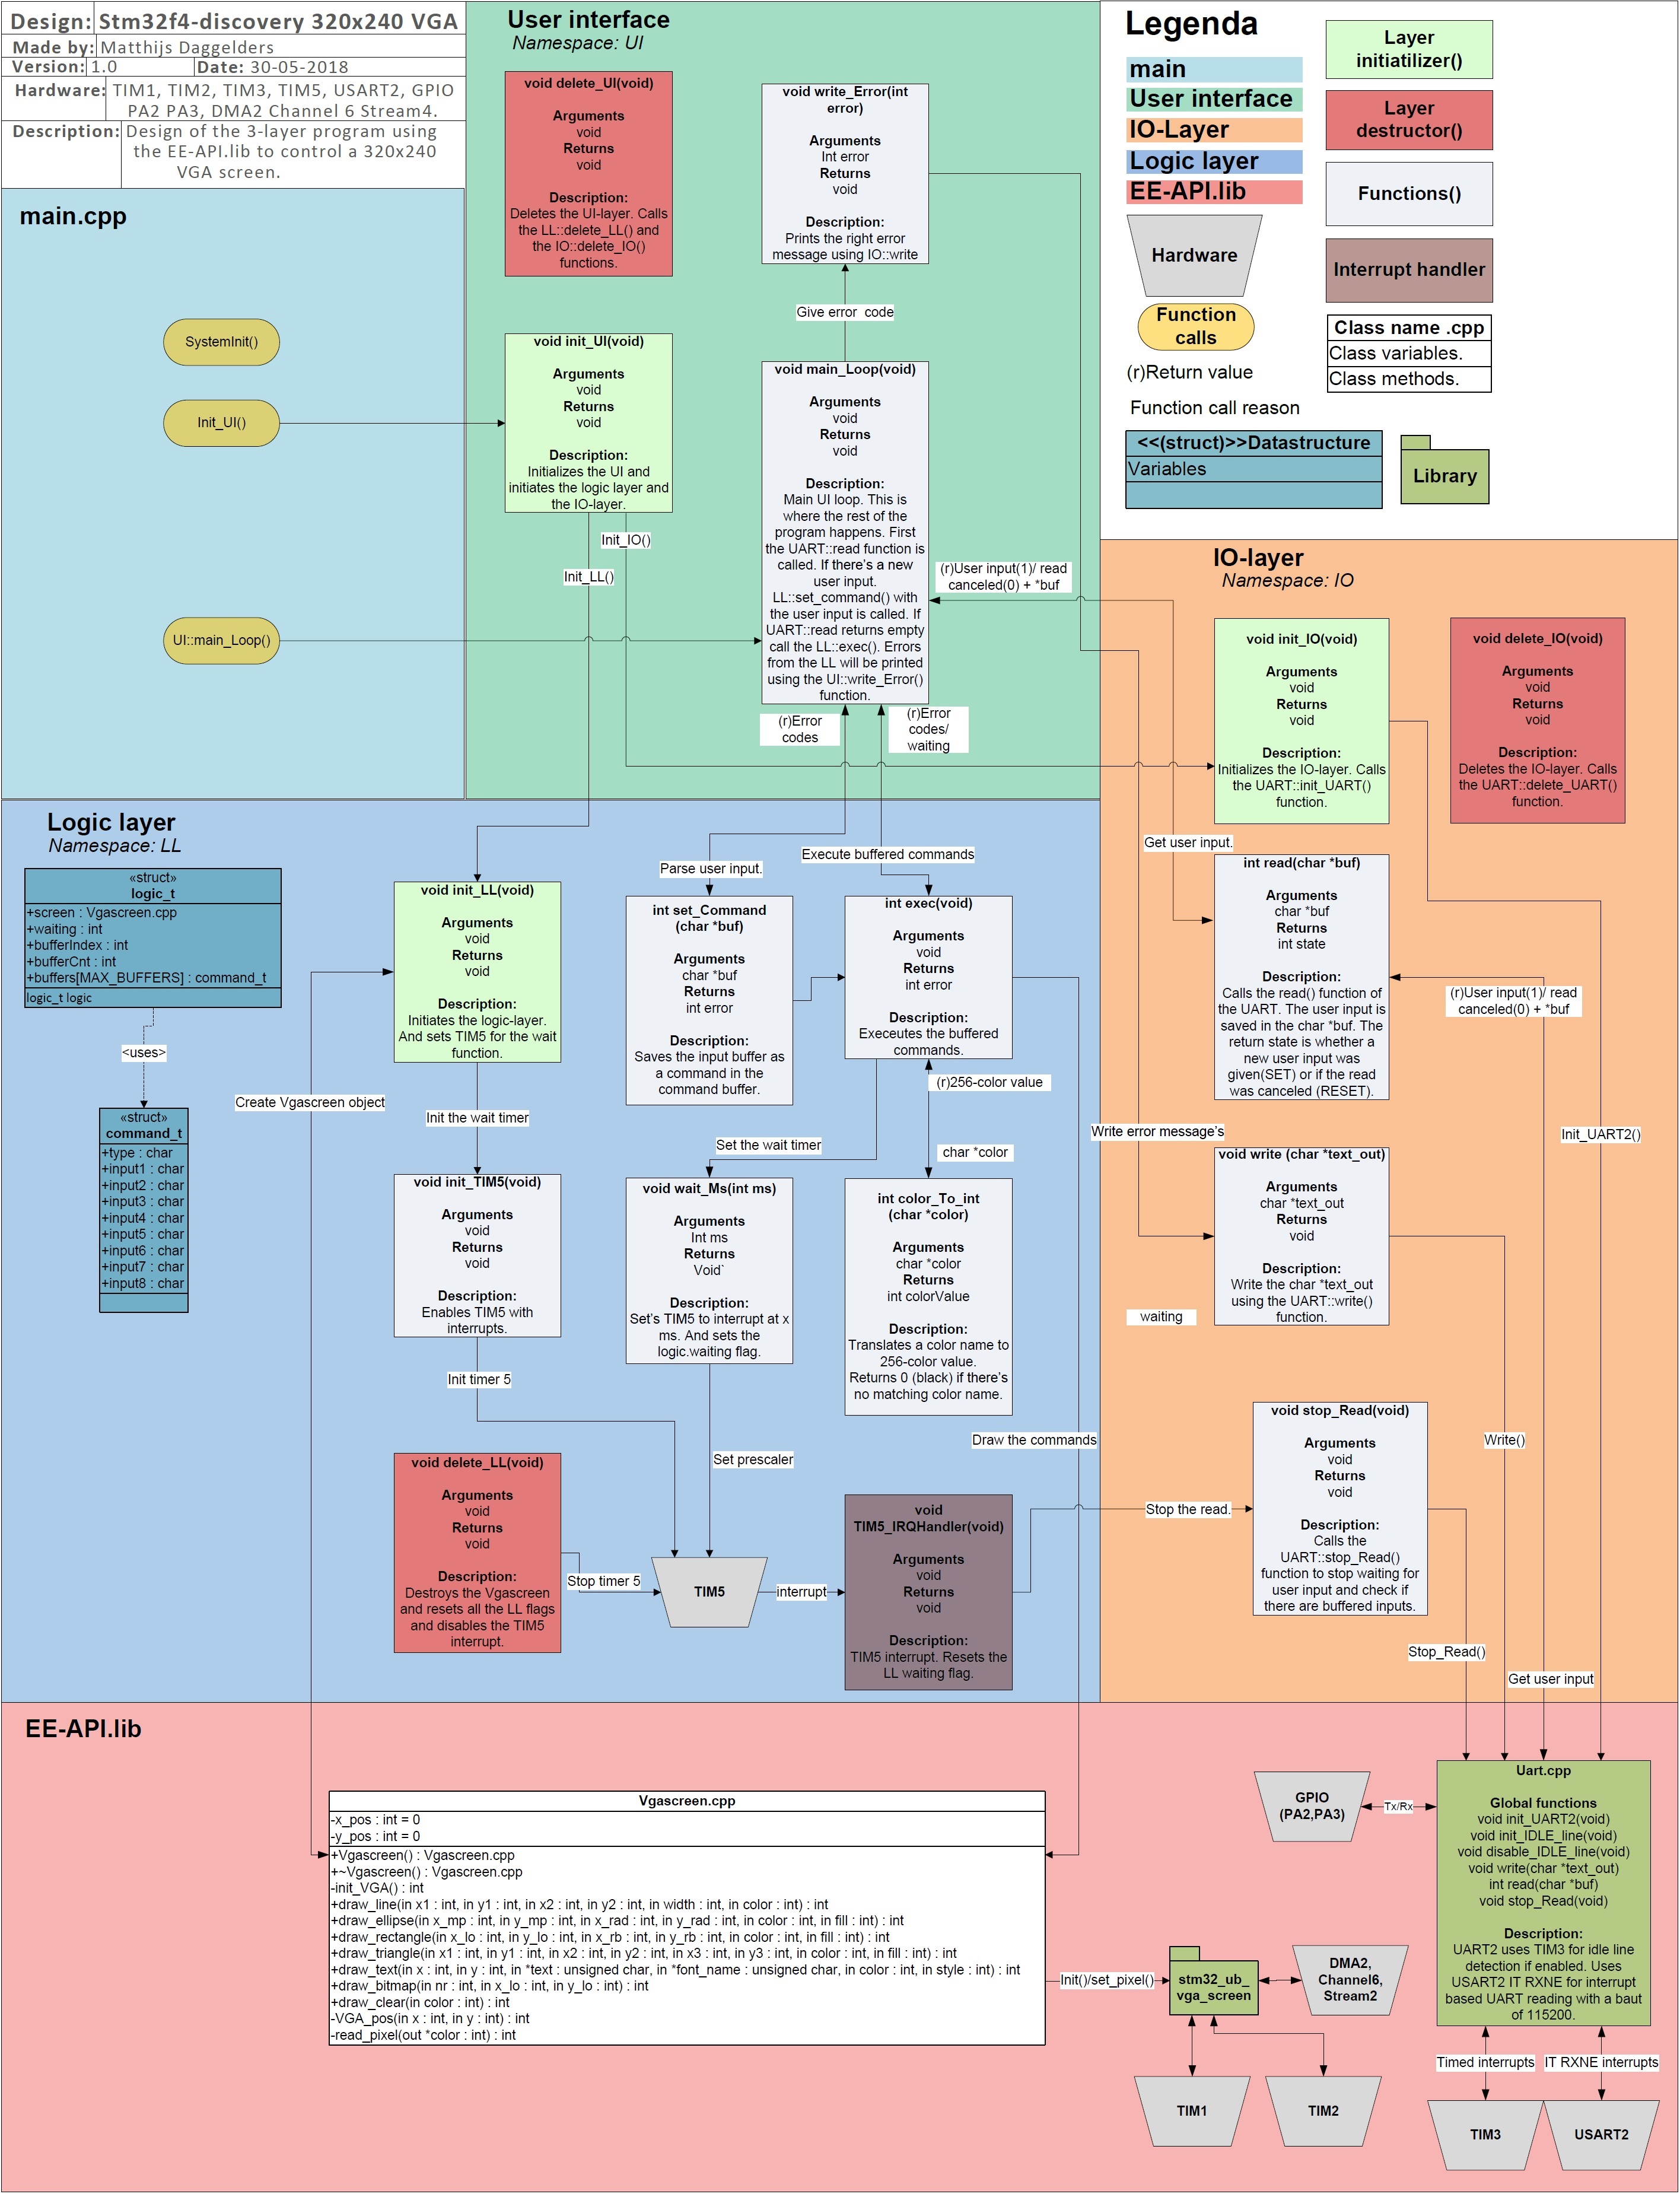 Design: Stm32f4-discovery 320x240 VGA
Made by: Matthijs Daggelders
Version: 1.0 Date: 30-05-2018
Hardware: TIM1, TIM2, TIM3, TIM5, USART2, GPIO
PA2 PA3, DMA2 Channel 6 Stream4.
Description: Design of the 3-layer program using
the EE-API.lib to control a 320x240
VGA screen.
main.cpp
SystemInit()
Init_UI()
UI::main_Loop()
User interface
Namespace: UI
void delete_UI(void)
Arguments
void
Returns
void
Description:
Deletes the UI-layer. Calls
the LL::delete_LL() and
the IO::delete_IO()
functions.
void write_Error(int
error)
Arguments
Int error
Returns
void
Description:
Prints the right error
message using IO::write
Give error code
void init_UI(void)
Arguments
void
Returns
void
Description:
Initializes the UI and
initiates the logic layer and
the IO-layer.
Init_IO()
Init_LL()
void main_Loop(void)
Arguments
void
Returns
void
Description:
Main UI loop. This is
where the rest of the
program happens. First
the UART::read function is
called. If there's a new
user input.
LL::set_command() with
the user input is called. If
UART::read returns empty
call the LL::exec(). Errors
from the LL will be printed
using the UI::write_Error()
function.
(r)User input(1)/ read
canceled(0) + *buf
(r)Error
codes
(r)Error
codes/
waiting
Legenda
main
User interface
IO-Layer
Logic layer
EE-API.lib
Hardware
Function
calls
(r)Return value
Function call reason
<<(struct)>>Datastructure
Variables
Layer
initiatilizer()
Layer
destructor()
Functions()
Interrupt handler
Class name .cpp
Class variables.
Class methods.
Library
IO-layer
Namespace: IO
void init_IO(void)
Arguments
void
Returns
void
Description:
Initializes the IO-layer. Calls
the UART::init_UART()
function.
void delete_IO(void)
Arguments
void
Returns
void
Description:
Deletes the IO-layer. Calls
the UART::delete_UART()
function.
Get user input.
int read(char *buf)
Arguments
char *buf
Returns
int state
Description:
Calls the read() function of
the UART. The user input is
saved in the char *buf. The
return state is whether a
new user input was
given(SET) or if the read
was canceled (RESET).
(r)User input(1)/ read
canceled(0) + *buf
Write error message's
Init_UART2()
void write (char *text_out)
Arguments
char *text_out
Returns
void
Description:
Write the char *text_out
using the UART::write()
function.
waiting
void stop_Read(void)
Arguments
void
Returns
void
Description:
Calls the
UART::stop_Read()
function to stop waiting for
user input and check if
there are buffered inputs.
Write()
Stop the read.
Stop_Read()
Get user input
Logic layer
Namespace: LL
«struct»
logic_t
+screen : Vgascreen.cpp
+waiting : int
+bufferIndex : int
+bufferCnt : int
+buffers[MAX_BUFFERS] : command_t
logic_t logic
<uses>
«struct»
command_t
+type : char
+input1 : char
+input2 : char
+input3 : char
+input4 : char
+input5 : char
+input6 : char
+input7 : char
+input8 : char
Create Vgascreen object
void init_LL(void)
Arguments
void
Returns
void
Description:
Initiates the logic-layer.
And sets TIM5 for the wait
function.
Init the wait timer
void init_TIM5(void)
Arguments
void
Returns
void
Description:
Enables TIM5 with
interrupts.
Init timer 5
void delete_LL(void)
Arguments
void
Returns
void
Description:
Destroys the Vgascreen
and resets all the LL flags
and disables the TIM5
interrupt.
Stop timer 5
Parse user input.
int set_Command
(char *buf)
Arguments
char *buf
Returns
int error
Description:
Saves the input buffer as
a command in the
command buffer.
Execute buffered commands
int exec(void)
Arguments
void
Returns
int error
Description:
Execeutes the buffered
commands.
(r)256-color value
Set the wait timer
char *color
void wait_Ms(int ms)
Arguments
Int ms
Returns
Void`
Description:
Set's TIM5 to interrupt at x
ms. And sets the
logic.waiting flag.
int color_To_int
(char *color)
Arguments
char *color
Returns
int colorValue
Description:
Translates a color name to
256-color value.
Returns 0 (black) if there's
no matching color name.
Draw the commands
Set prescaler
TIM5
interrupt
void
TIM5_IRQHandler(void)
Arguments
void
Returns
void
Description:
TIM5 interrupt. Resets the
LL waiting flag.
EE-API.lib
Vgascreen.cpp
-x_pos : int = 0
-y_pos : int = 0
+Vgascreen() : Vgascreen.cpp
+~Vgascreen() : Vgascreen.cpp
-init_VGA() : int
+draw_line(in x1 : int, in y1 : int, in x2 : int, in y2 : int, in width : int, in color : int) : int
+draw_ellipse(in x_mp : int, in y_mp : int, in x_rad : int, in y_rad : int, in color : int, in fill : int) : int
+draw_rectangle(in x_lo : int, in y_lo : int, in x_rb : int, in y_rb : int, in color : int, in fill : int) : int
+draw_triangle(in x1 : int, in y1 : int, in x2 : int, in y2 : int, in x3 : int, in y3 : int, in color : int, in fill : int) : int
+draw_text(in x : int, in y : int, in *text : unsigned char, in *font_name : unsigned char, in color : int, in style : int) : int
+draw_bitmap(in nr : int, in x_lo : int, in y_lo : int) : int
+draw_clear(in color : int) : int
-VGA_pos(in x : int, in y : int) : int
-read_pixel(out *color : int) : int
Init()/set_pixel()
stm32_ub_
vga_screen
DMA2,
Channel6,
Stream2
TIM1
TIM2
GPIO
(PA2,PA3)
Tx/Rx
Uart.cpp
Global functions
void init_UART2(void)
void init_IDLE_line(void)
void disable_IDLE_line(void)
void write(char *text_out)
int read(char *buf)
void stop_Read(void)
Description:
UART2 uses TIM3 for idle line
detection if enabled. Uses
USART2 IT RXNE for interrupt
based UART reading with a baut
of 115200.
Timed interrupts
IT RXNE interrupts
TIM3
USART2